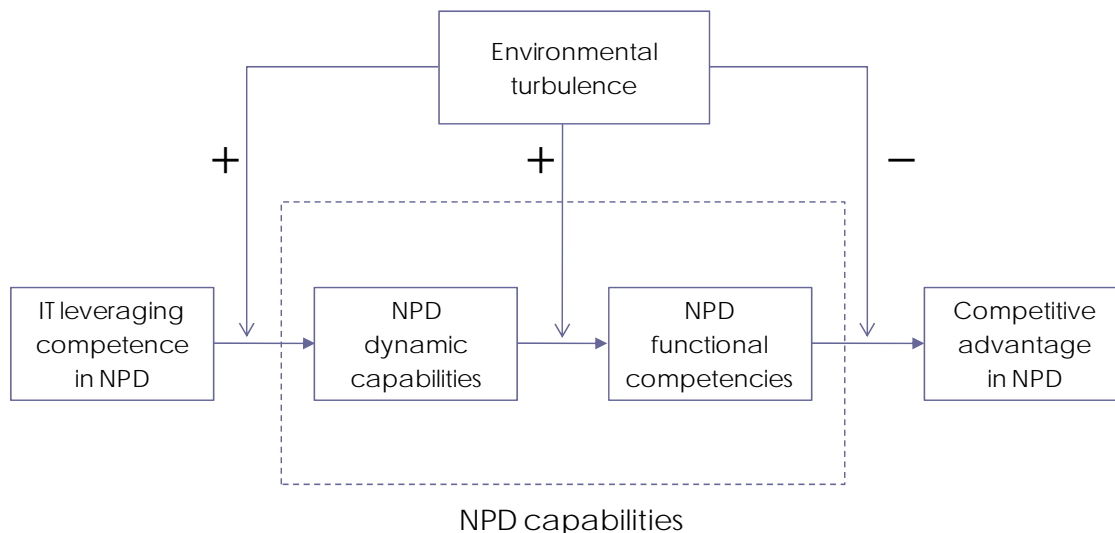 Environmental
turbulence
+
+
−
IT leveraging
competence
in NPD
NPD
dynamic
capabilities
NPD
functional
competencies
Competitive
advantage
in NPD
NPD capabilities